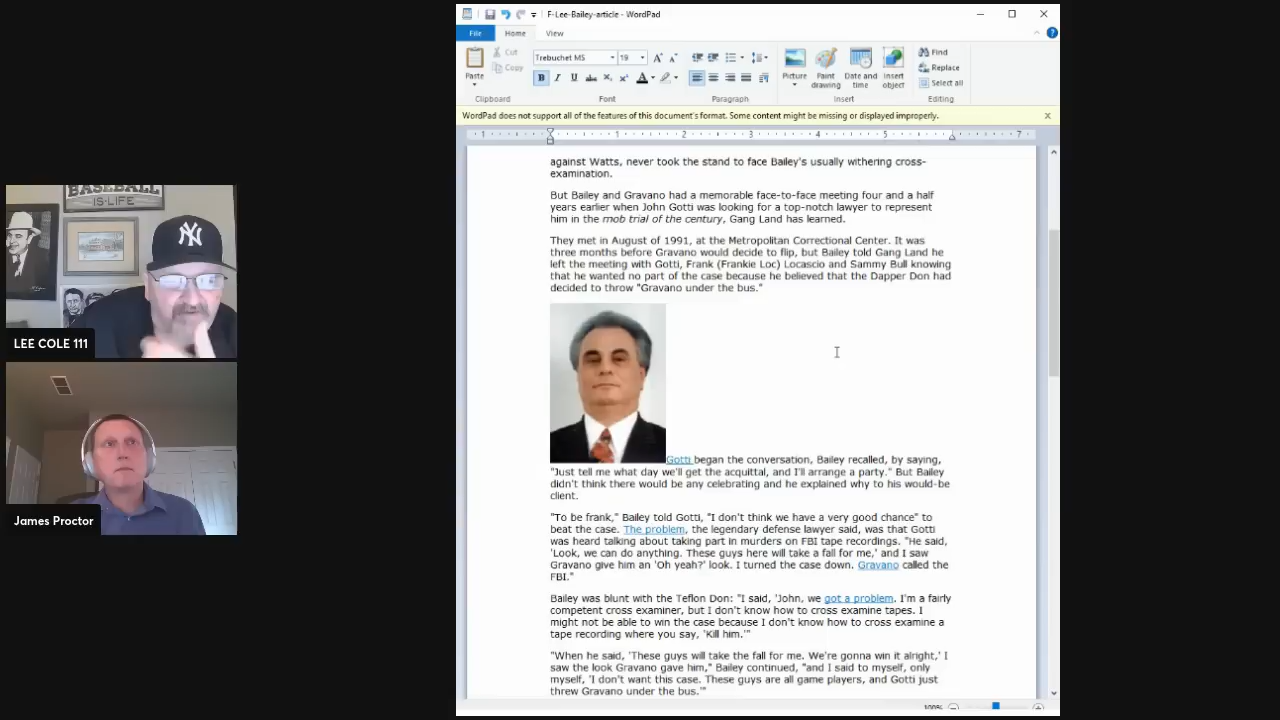 F-Lee-Bailey-article - WordPad
File
Home
View
Paste
Cut
Copy
Clipboard
Trebuchet MS
19
Font
Paragraph
Picture
Paint drawing
Date and time
Insert object
Insert
Find
Replace
Select all
Editing
WordPad does not support all of the features of this document's format. Some content might be missing or displayed improperly.
1 1 2 3 4 5 7
against Watts, never took the stand to face Bailey's usually withering cross-
examination.
But Bailey and Gravano had a memorable face-to-face meeting four and a half
years earlier when John Gotti was looking for a top-notch lawyer to represent
him in the mob trial of the century, Gang Land has learned.
They met in August of 1991, at the Metropolitan Correctional Center. It was
three months before Gravano would decide to flip, but Bailey told Gang Land he
left the meeting with Gotti, Frank (Frankie Loc) Locascio and Sammy Bull knowing
that he wanted no part of the case because he believed that the Dapper Don had
decided to throw "Gravano under the bus."
Gotti began the conversation, Bailey recalled, by saying,
"Just tell me what day we'll get the acquittal, and I'll arrange a party." But Bailey
didn't think there would be any celebrating and he explained why to his would-be
client.
"To be frank," Bailey told Gotti, "I don't think we have a very good chance" to
beat the case. The problem, the legendary defense lawyer said, was that Gotti
was heard talking about taking part in murders on FBI tape recordings. "He said,
'Look, we can do anything. These guys here will take a fall for me,' and I saw
Gravano give him an 'Oh yeah?' look. I turned the case down. Gravano called the
FBI."
Bailey was blunt with the Teflon Don: "I said, 'John, we got a problem. I'm a fairly
competent cross examiner, but I don't know how to cross examine tapes. I
might not be able to win the case because I don't know how to cross examine a
tape recording where you say, 'Kill him.'"
"When he said, 'These guys will take the fall for me. We're gonna win it alright,' I
saw the look Gravano gave him," Bailey continued, "and I said to myself, only
myself, 'I don't want this case. These guys are all game players, and Gotti just
threw Gravano under the bus.'"
100%
BASEBALL
IS-LIFE
NY
LEE COLE 111
James Proctor